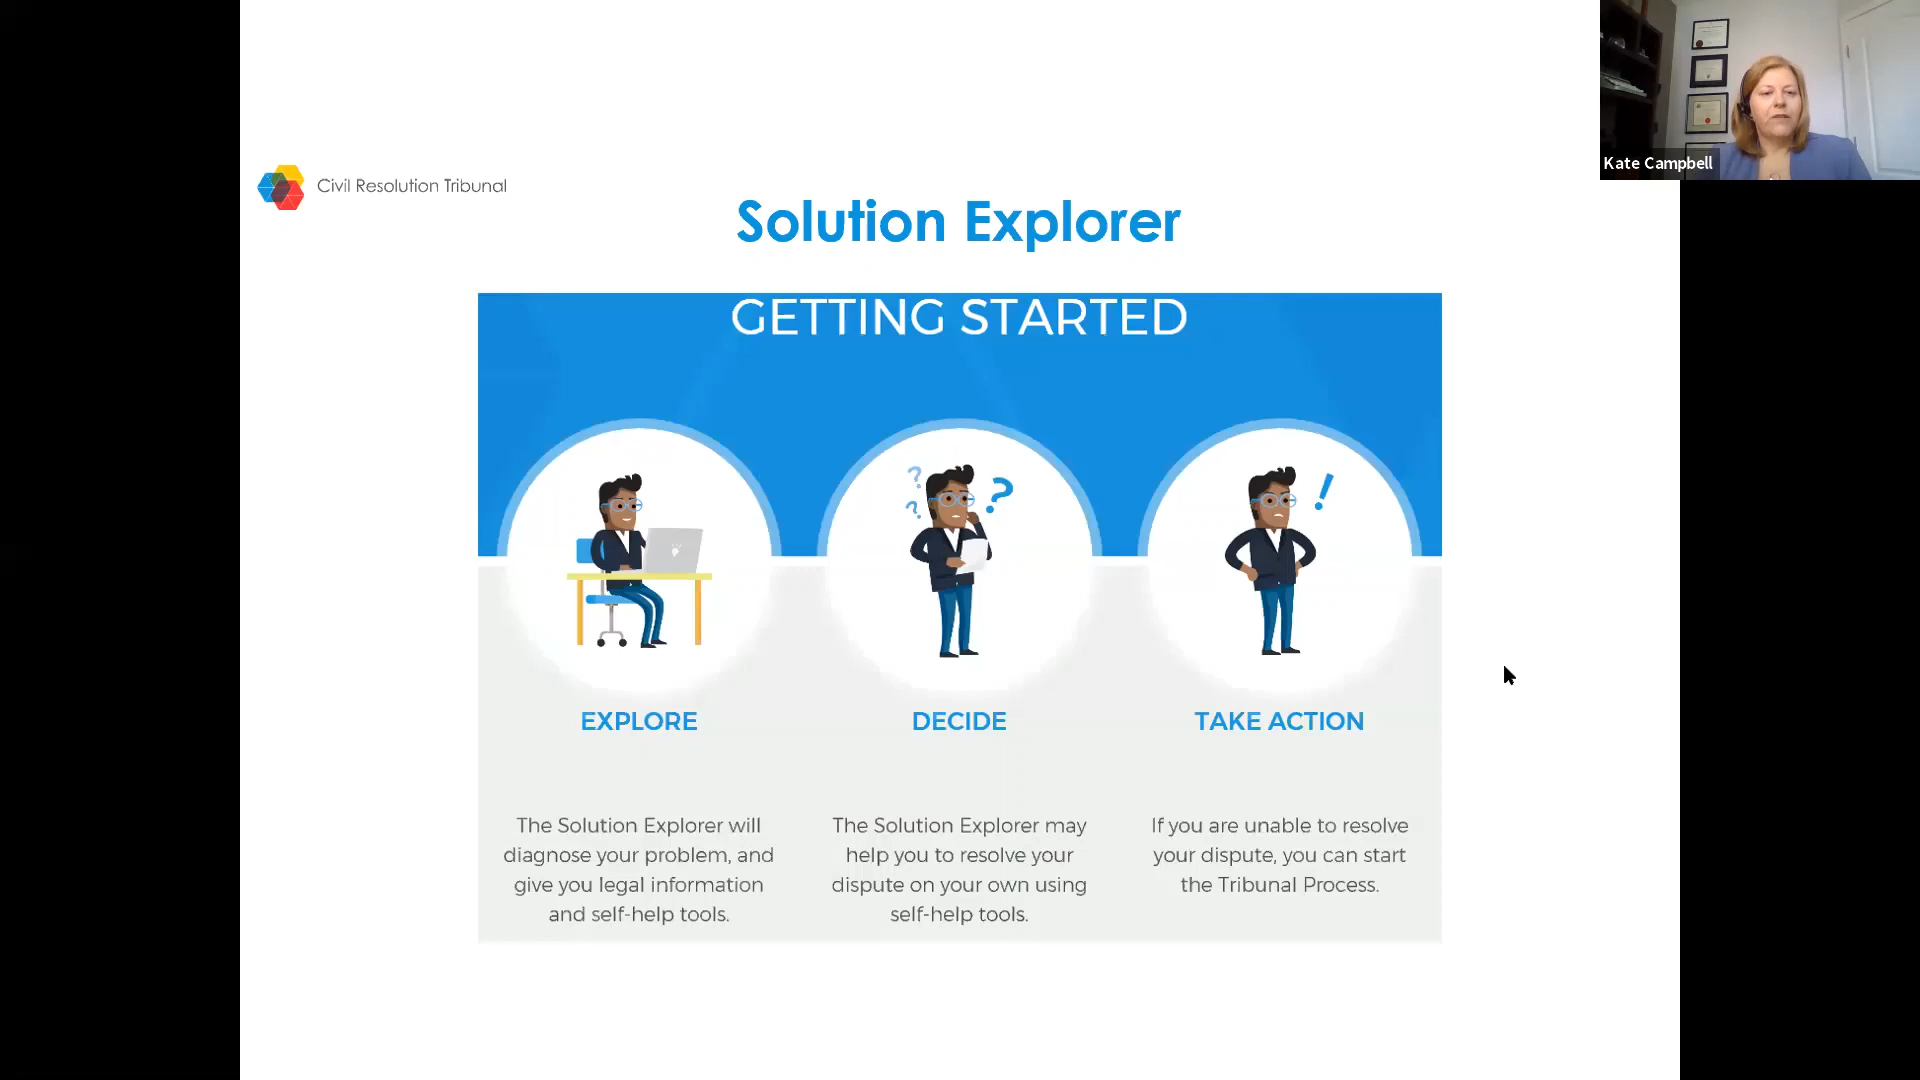 Kate Campbell
Civil Resolution Tribunal
Solution Explorer
GETTING STARTED
? ? ?
!
EXPLORE
The Solution Explorer will
diagnose your problem, and
give you legal information
and self-help tools.
DECIDE
The Solution Explorer may
help you to resolve your
dispute on your own using
self-help tools.
TAKE ACTION
If you are unable to resolve
your dispute, you can start
the Tribunal Process.